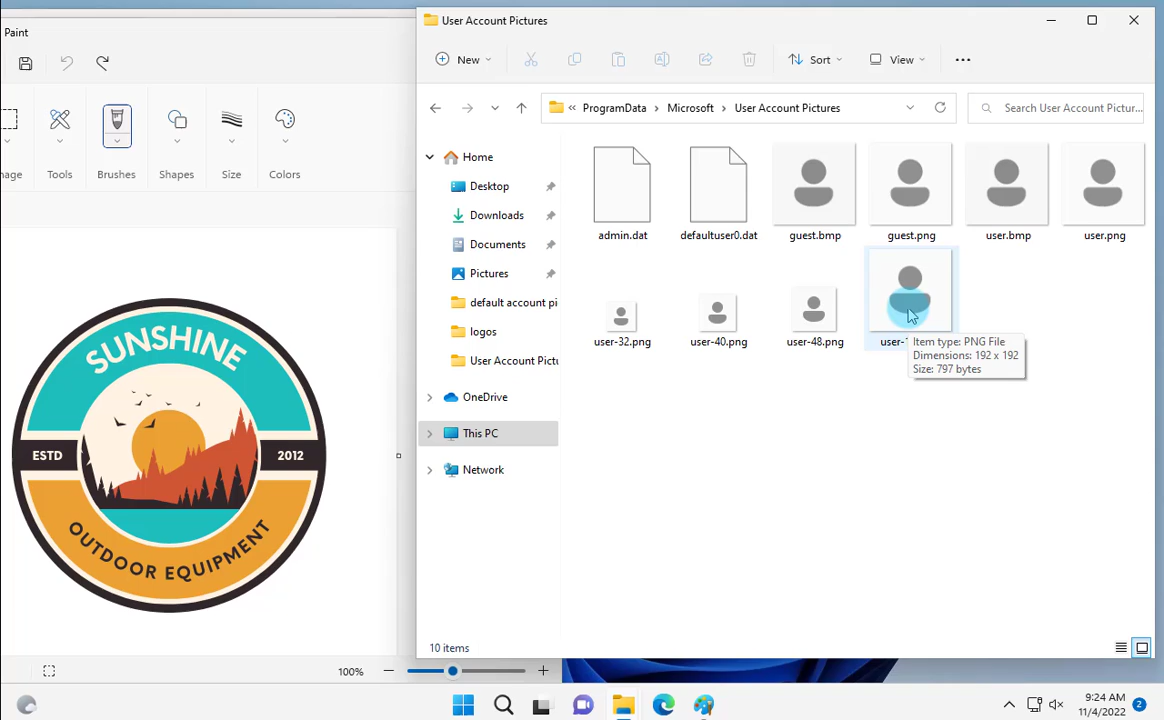 Paint
nage
Tools
Brushes
Shapes
Size
Colors
SUNSHINE
ESTD
2012
OUTDOOR EQUIPMENT
100%
User Account Pictures
New
Sort
View
ProgramData
Microsoft
User Account Pictures
Search User Account Pictur...
Home
Desktop
Downloads
Documents
Pictures
default account pi
logos
User Account Pictu
OneDrive
This PC
Network
admin.dat
defaultuser0.dat
guest.bmp
guest.png
user.bmp
user.png
user-32.png
user-40.png
user-48.png
user-
Item type: PNG File
Dimensions: 192 x 192
Size: 797 bytes
10 items
9:24 AM
11/4/2022
2